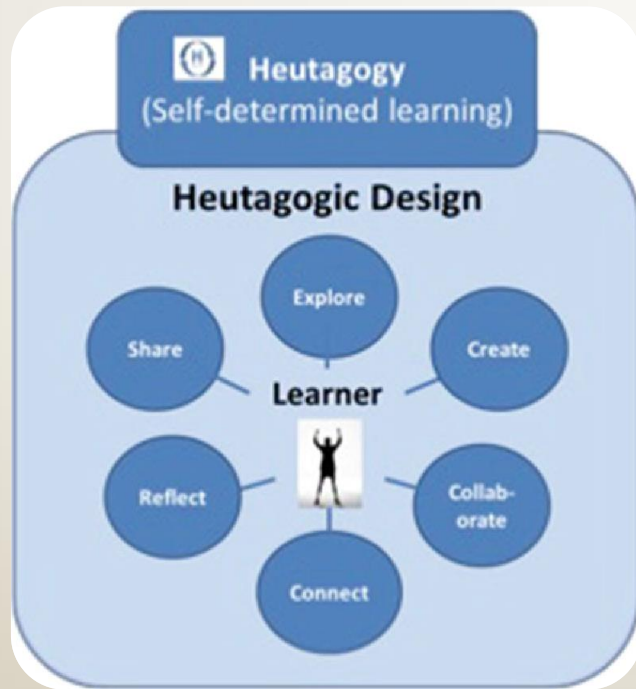 H
Heutagogy
(Self-determined learning)
Heutagogic Design
Explore
Share
Create
Learner
Reflect
Collab-
orate
Connect